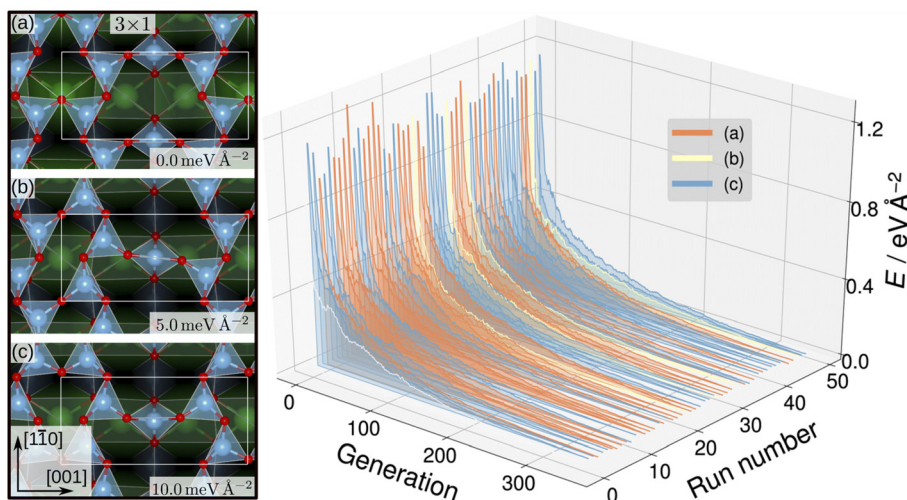 (a)
3×1
0.0 meV Å⁻²
(b)
5.0 meV Å⁻²
(c)
[11̄0]
[001]
10.0 meV Å⁻²
(a)
(b)
(c)
1.2
0.8
0.4
0.0
E / eV Å⁻²
0
100
200
300
Generation
0
10
20
30
40
50
Run number